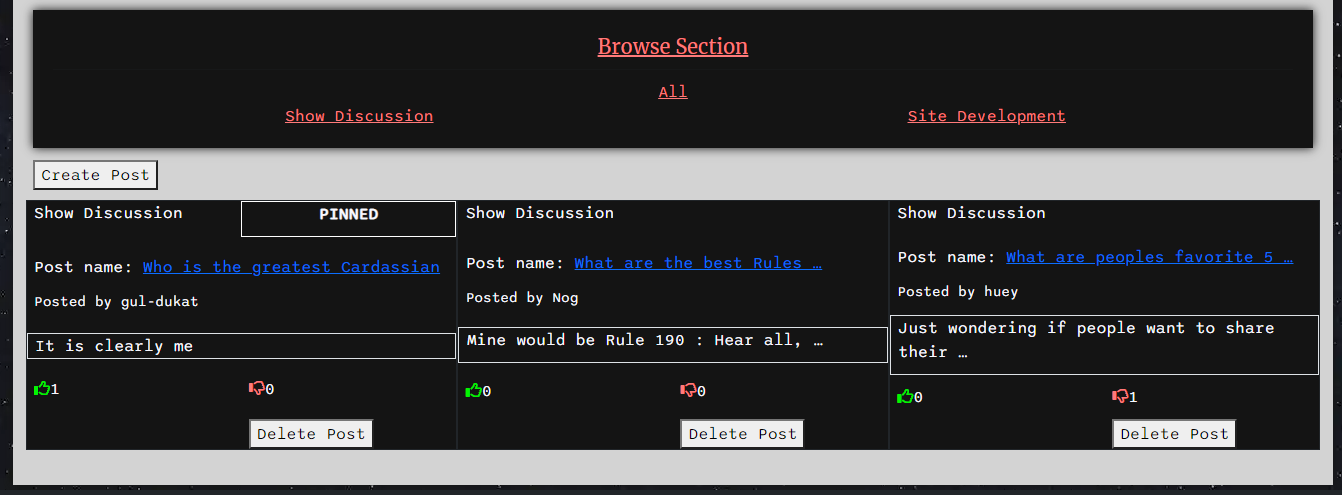 Browse Section
All
Show Discussion Site Development
Create Post
Show Discussion PINNED
Post name: Who is the greatest Cardassian
Posted by gul-dukat
It is clearly me
1 0
Delete Post
Show Discussion
Post name: What are the best Rules …
Posted by Nog
Mine would be Rule 190 : Hear all, …
0 0
Delete Post
Show Discussion
Post name: What are peoples favorite 5 …
Posted by huey
Just wondering if people want to share
their …
0 1
Delete Post